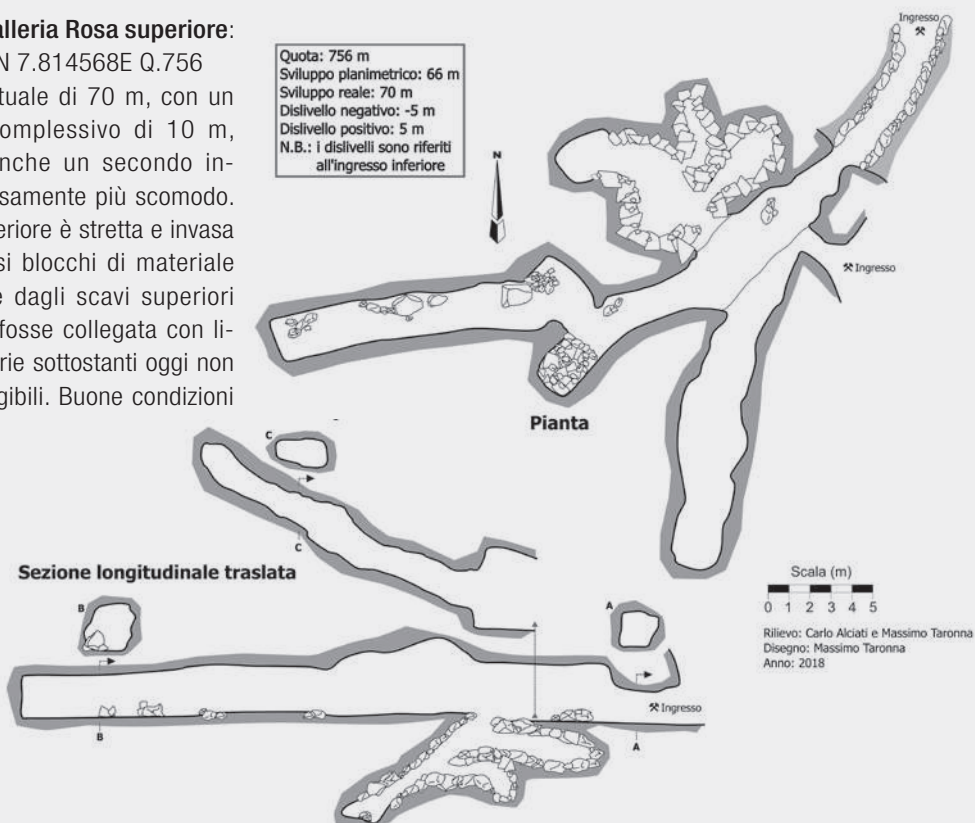 alleria Rosa superiore:
N 7.814568E Q.756
tuale di 70 m, con un
omplessivo di 10 m,
nche un secondo in-
samente più scomodo.
eriore è stretta e invasa
si blocchi di materiale
e dagli scavi superiori
fosse collegata con li-
rie sottostanti oggi non
gibili. Buone condizioni
Quota: 756 m
Sviluppo planimetrico: 66 m
Sviluppo reale: 70 m
Dislivello negativo: -5 m
Dislivello positivo: 5 m
N.B.: i dislivelli sono riferiti
all'ingresso inferiore
N
Ingresso
Ingresso
Pianta
C
C
Sezione longitudinale traslata
B
B
A
A
Ingresso
Scala (m)
0 1 2 3 4 5
Rilievo: Carlo Alciati e Massimo Taronna
Disegno: Massimo Taronna
Anno: 2018